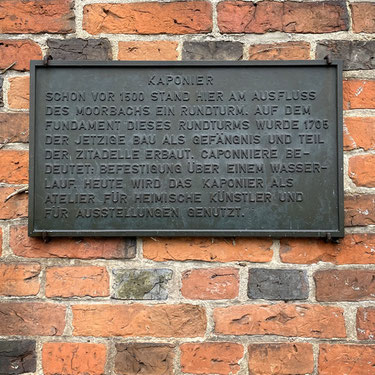 KAPONIER
SCHON VOR 1500 STAND HIER AM AUSFLUSS
DES MOORBACHS EIN RUNDTURM. AUF DEM
FUNDAMENT DIESES RUNDTURMS WURDE 1705
DER JETZIGE BAU ALS GEFÄNGNIS UND TEIL
DER ZITADELLE ERBAUT. CAPONNIERE BE-
DEUTET: BEFESTIGUNG ÜBER EINEM WASSER-
LAUF. HEUTE WIRD DAS KAPONIER ALS
ATELIER FÜR HEIMISCHE KÜNSTLER UND
FÜR AUSSTELLUNGEN GENUTZT.